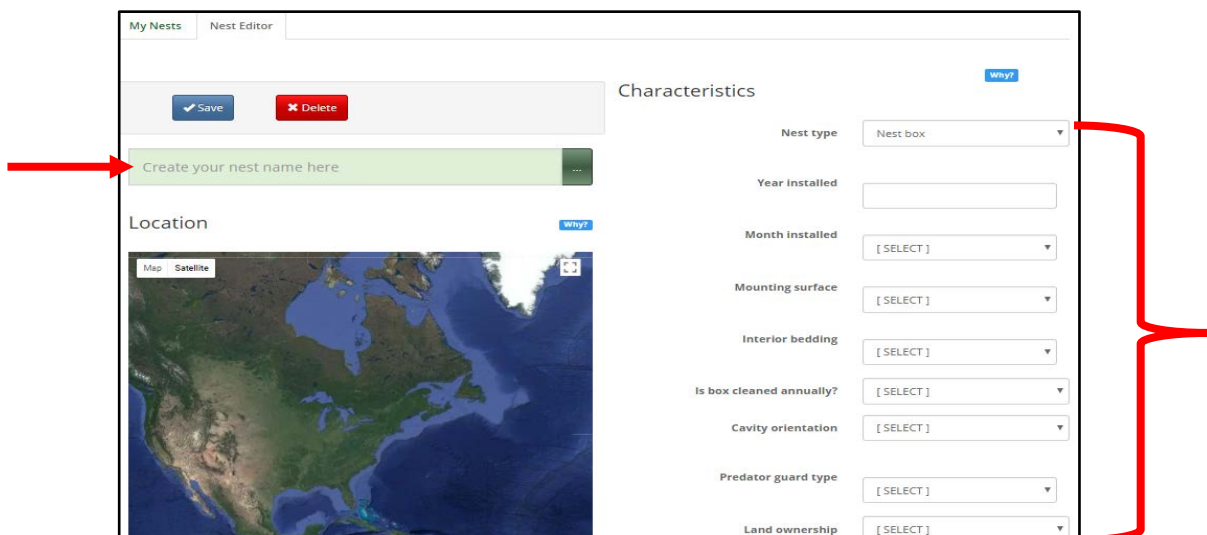 My Nests Nest Editor
Save Delete
Create your nest name here ...
Location Why?
Map Satellite
Why?
Characteristics
Nest type Nest box
Year installed
Month installed [ SELECT ]
Mounting surface [ SELECT ]
Interior bedding [ SELECT ]
Is box cleaned annually? [ SELECT ]
Cavity orientation [ SELECT ]
Predator guard type [ SELECT ]
Land ownership [ SELECT ]